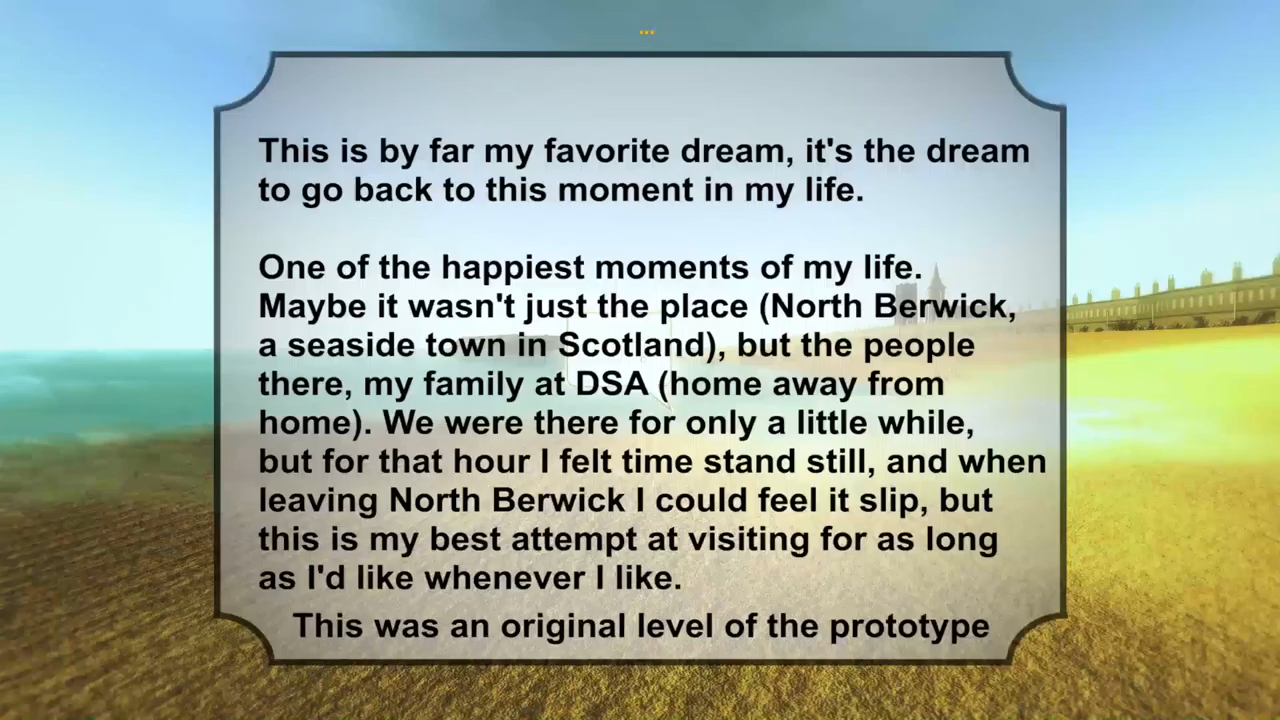 ...
This is by far my favorite dream, it's the dream
to go back to this moment in my life.
One of the happiest moments of my life.
Maybe it wasn't just the place (North Berwick,
a seaside town in Scotland), but the people
there, my family at DSA (home away from
home). We were there for only a little while,
but for that hour I felt time stand still, and when
leaving North Berwick I could feel it slip, but
this is my best attempt at visiting for as long
as I'd like whenever I like.
This was an original level of the prototype